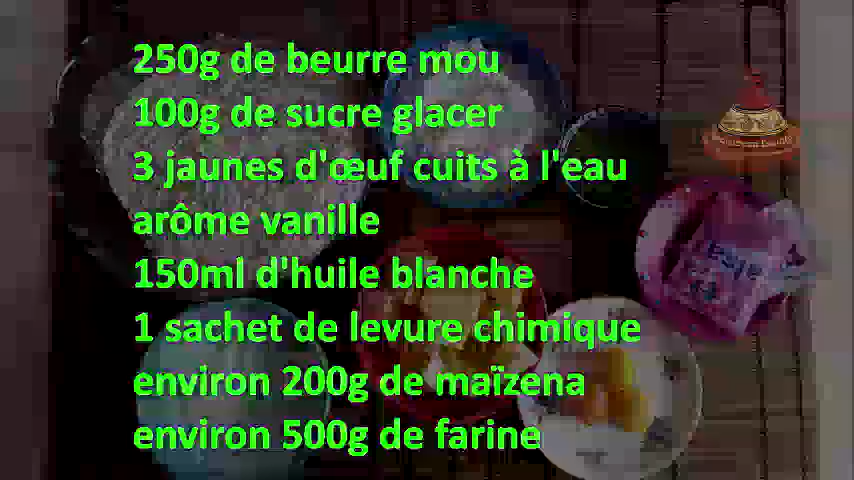 250g de beurre mou
100g de sucre glacer
3 jaunes d'œuf cuits à l'eau
arôme vanille
150ml d'huile blanche
1 sachet de levure chimique
environ 200g de maïzena
environ 500g de farine
alsa